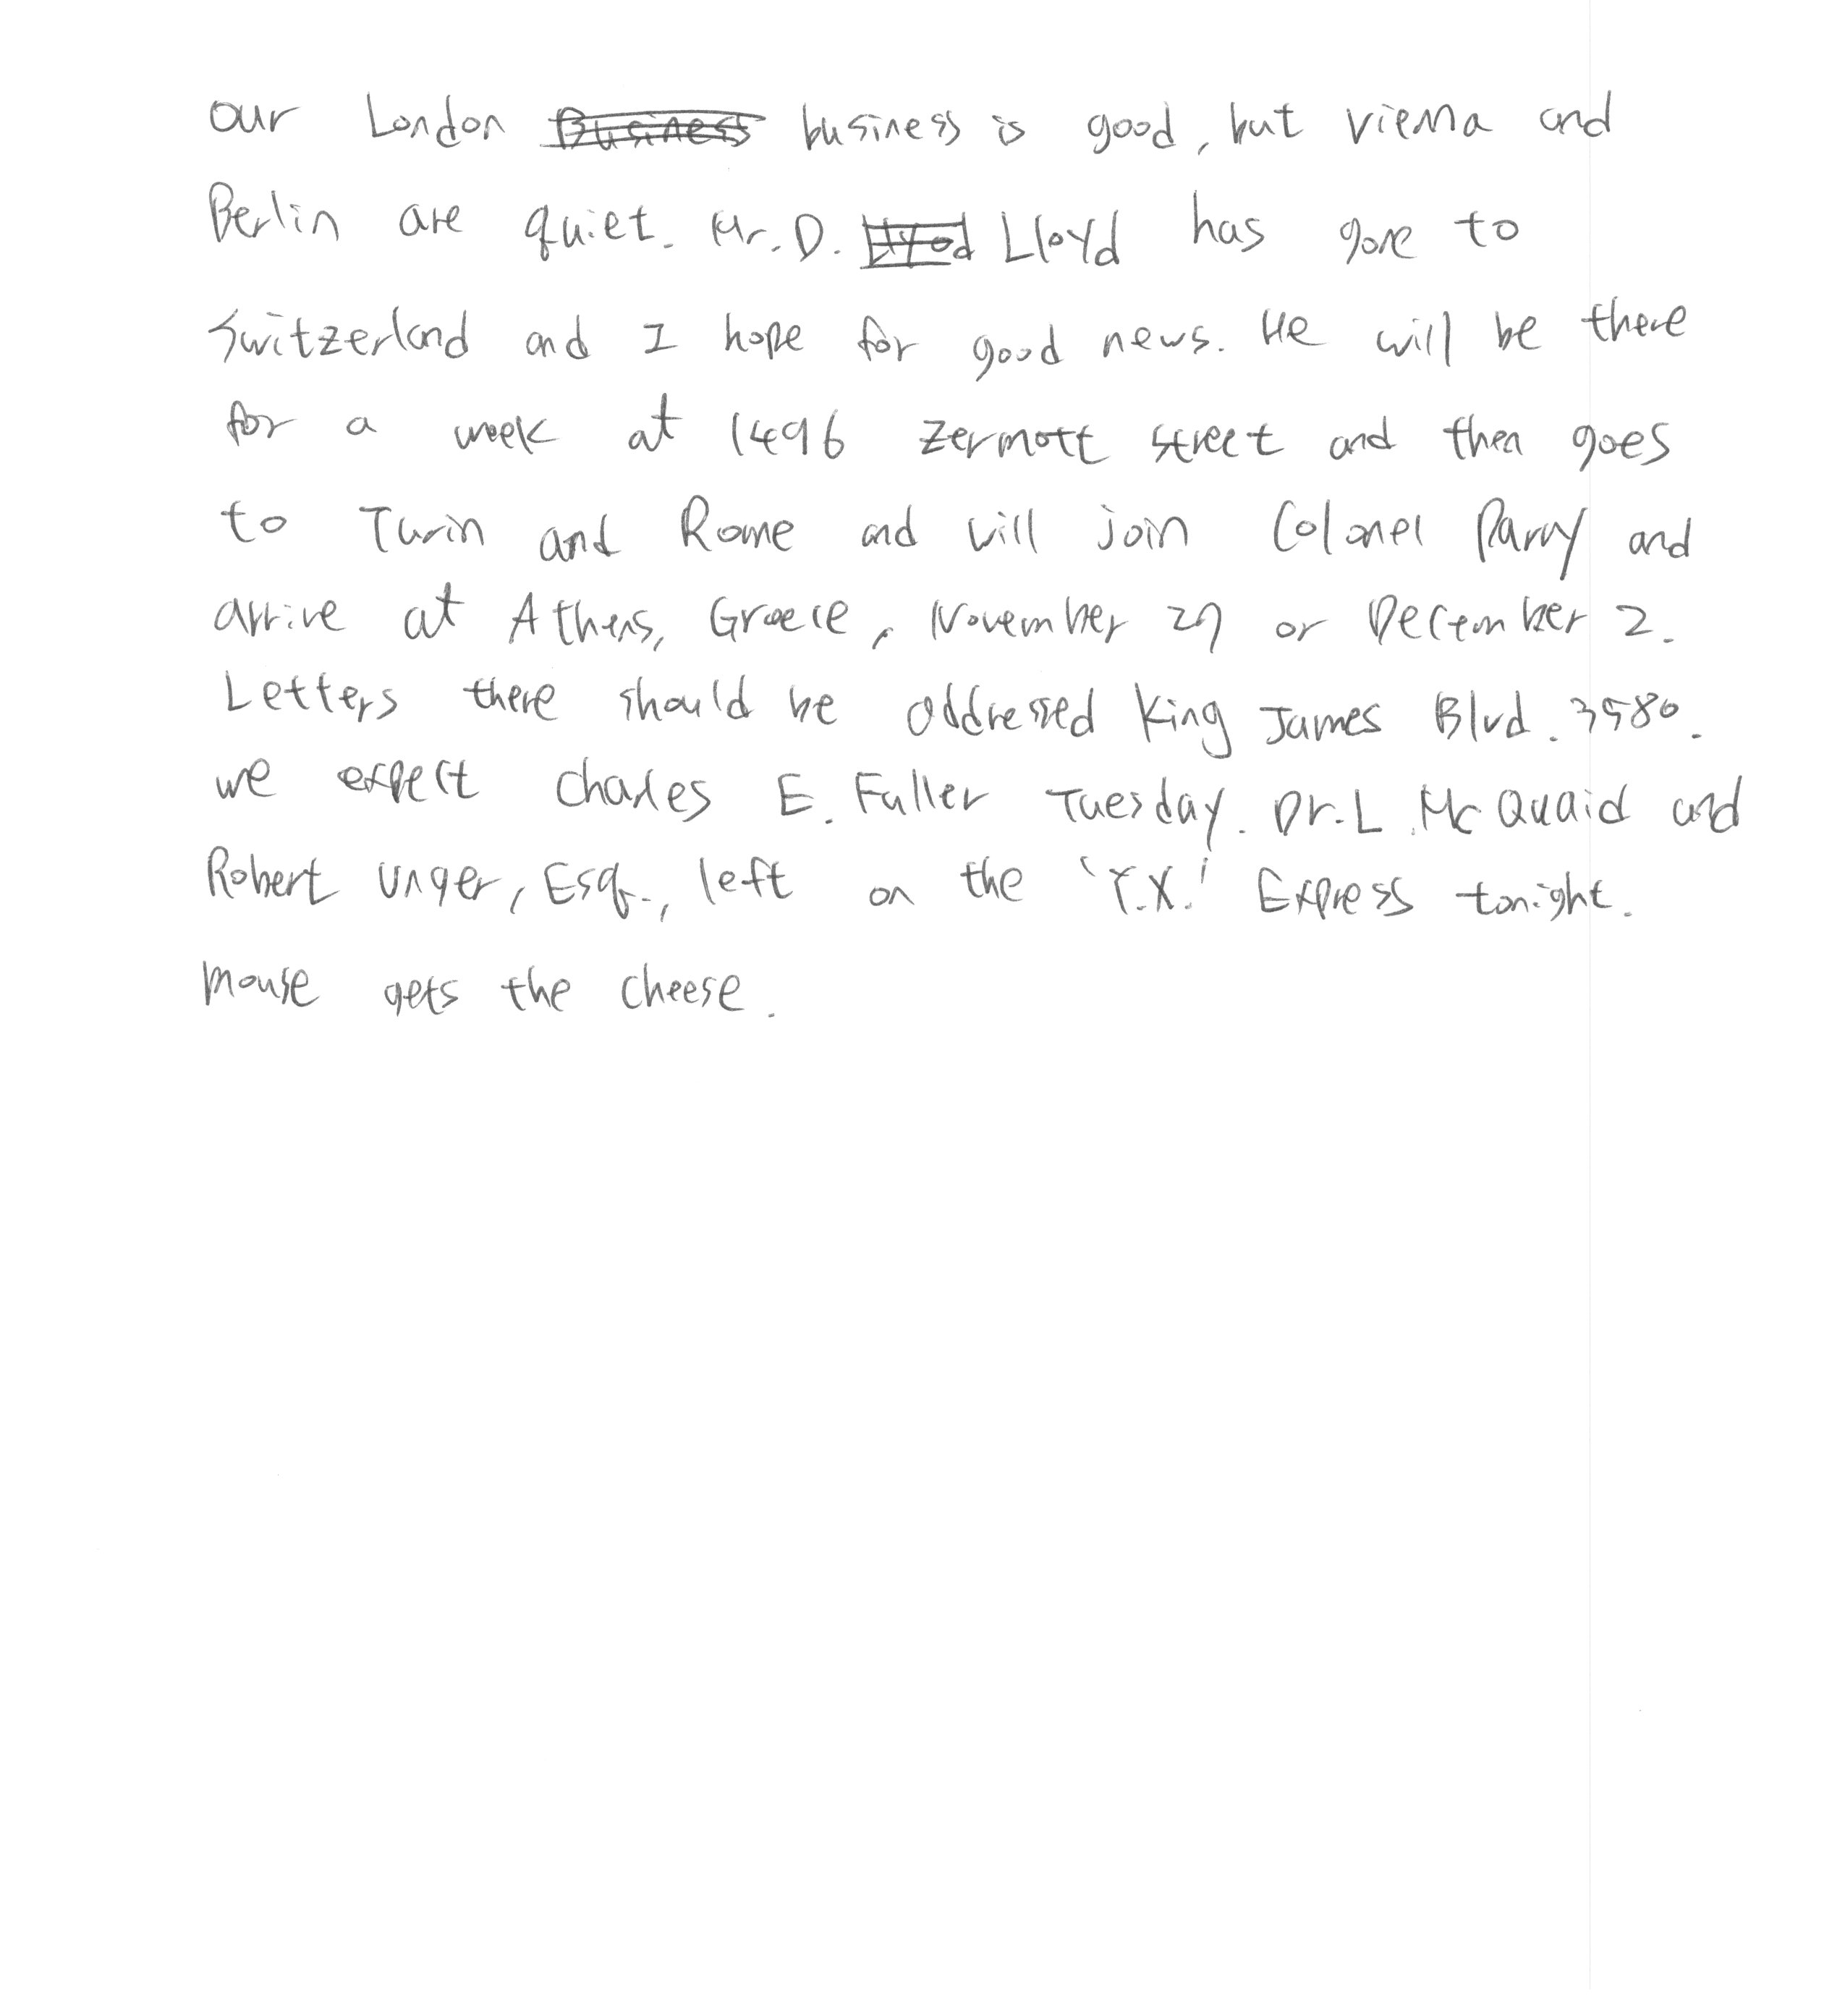 our London business is good, but vienna and
Berlin are quiet. Mr. D. Lloyd has gone to
Switzerland and I hope for good news. He will be there
for a week at 1496 Zermott street and then goes
to Turin and Rome and will join Colonel Parry and
arrive at Athens, Greece, November 29 or December 2.
Letters there should be addressed King James Blvd. 3580.
we expect Charles E. Fuller Tuesday. Dr. L. McQuaid and
Robert Unger, Esq., left on the 'Y.X.' Express tonight.
mouse gets the cheese.